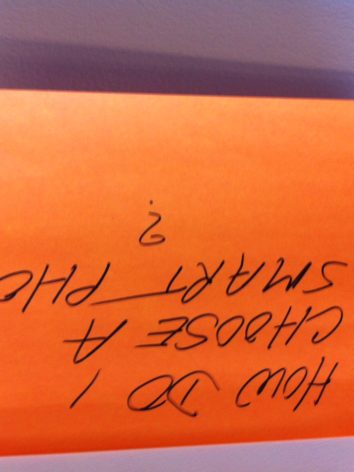 HOW DO I
CHOOSE A
SMART PHO
?